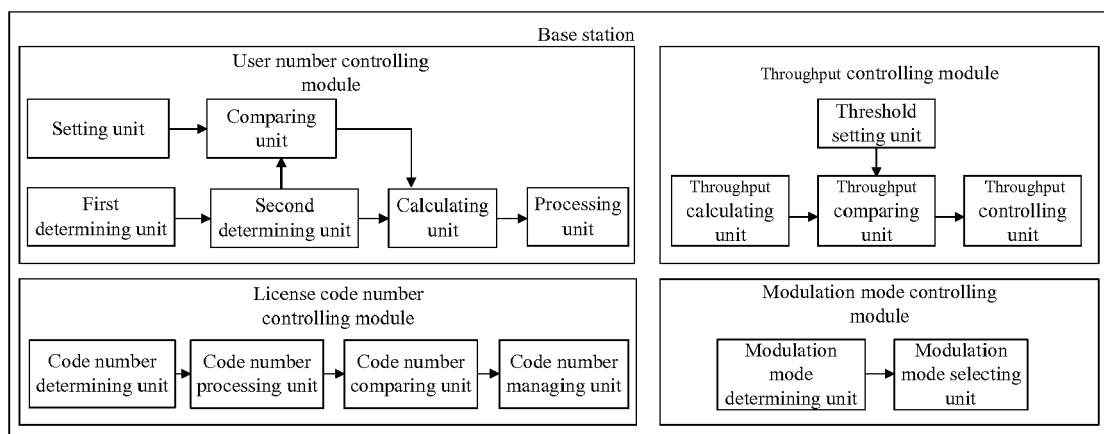 Base station
User number controlling
module
Setting unit
Comparing
unit
First
determining unit
Second
determining unit
Calculating
unit
Processing
unit
Throughput controlling module
Threshold
setting unit
Throughput
calculating
unit
Throughput
comparing
unit
Throughput
controlling
unit
License code number
controlling module
Code number
determining unit
Code number
processing unit
Code number
comparing unit
Code number
managing unit
Modulation mode controlling
module
Modulation
mode
determining unit
Modulation
mode selecting
unit